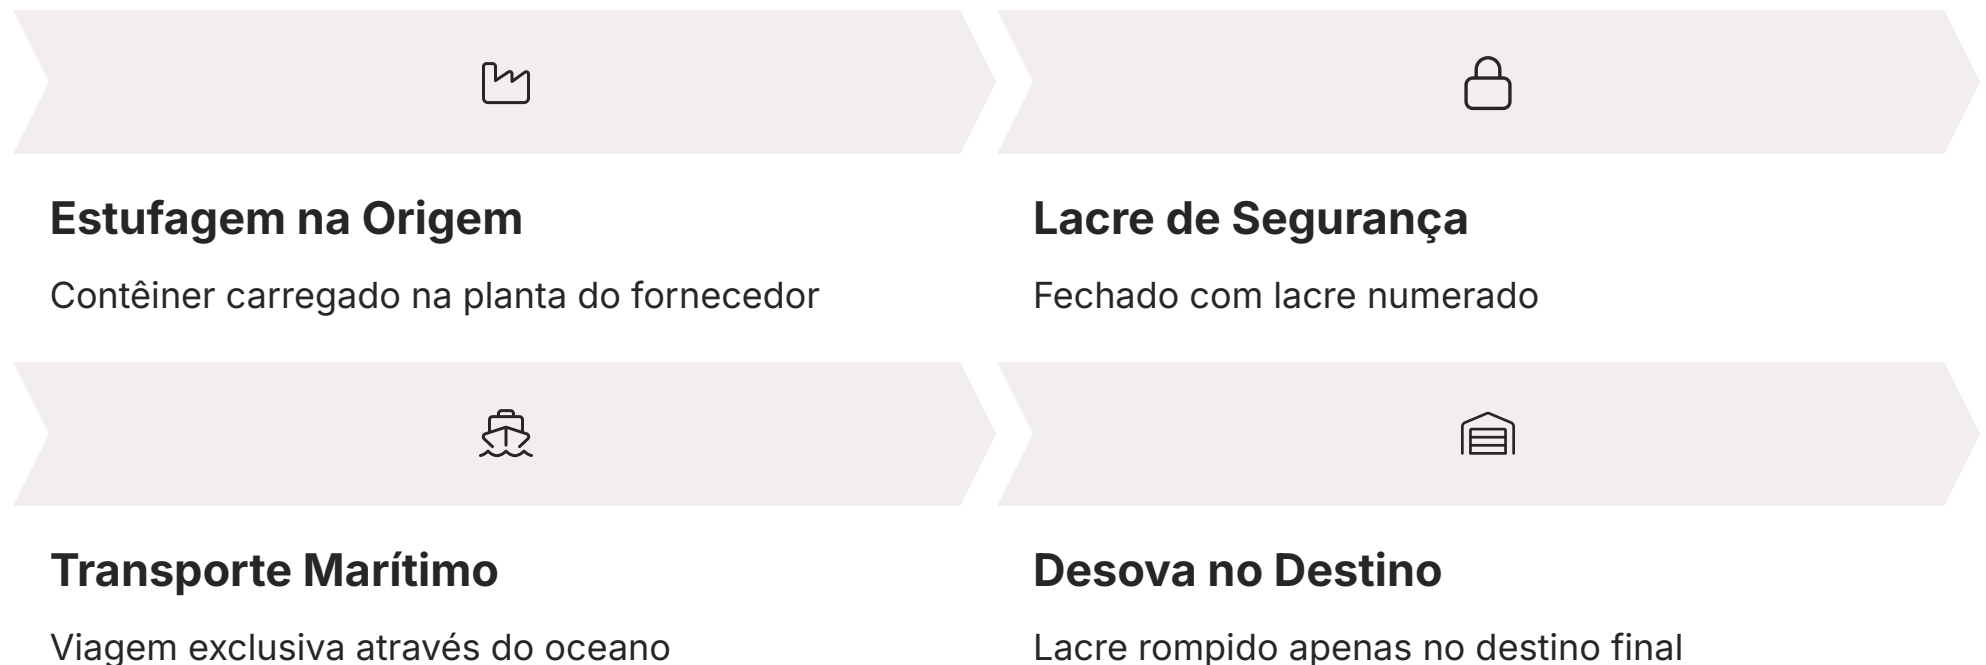 Estufagem na Origem
Contêiner carregado na planta do fornecedor
Lacre de Segurança
Fechado com lacre numerado
Transporte Marítimo
Viagem exclusiva através do oceano
Desova no Destino
Lacre rompido apenas no destino final